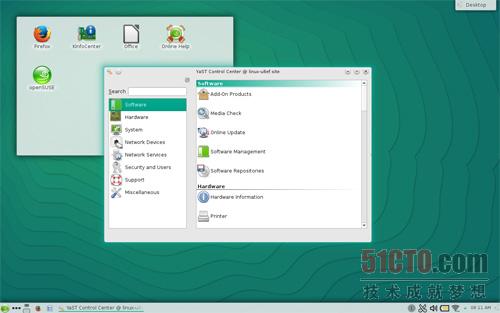 Desktop
Firefox
KInfoCenter
Office
Online Help
openSUSE
YaST Control Center @ linux-u6ef.site
Search
Software
Hardware
System
Network Devices
Network Services
Security and Users
Support
Miscellaneous
Software
Add-On Products
Media Check
Online Update
Software Management
Software Repositories
Hardware
Hardware Information
Printer
51CTO.com
技术成就梦想
YaST Control Center @ linux-
08:11 AM